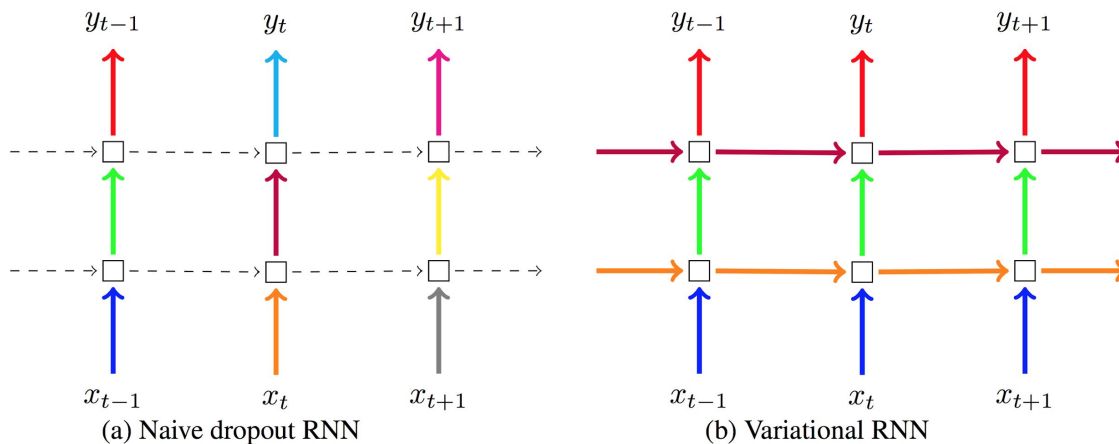 y_{t-1} y_t y_{t+1} y_{t-1} y_t y_{t+1}
x_{t-1} x_t x_{t+1} x_{t-1} x_t x_{t+1}
(a) Naive dropout RNN
(b) Variational RNN